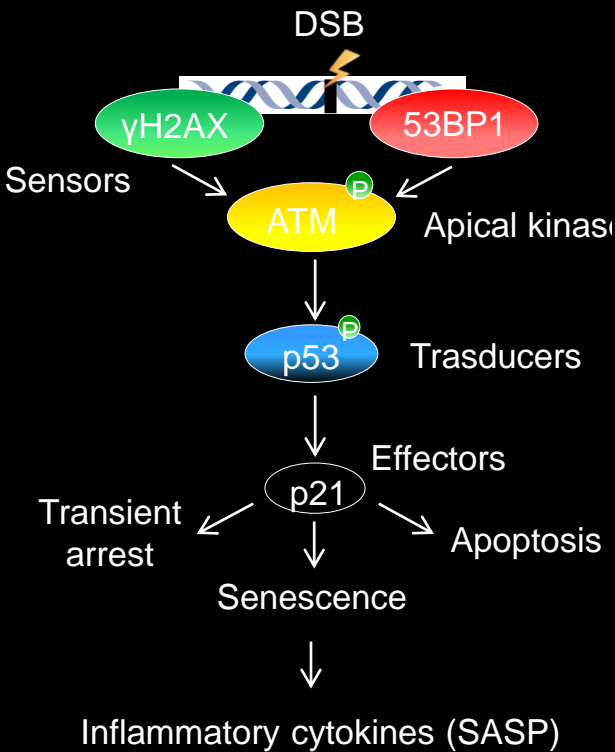 DSB
γH2AX
53BP1
Sensors
P
ATM
Apical kinase
P
p53
Trasducers
Effectors
p21
Transient
arrest
Apoptosis
Senescence
Inflammatory cytokines (SASP)